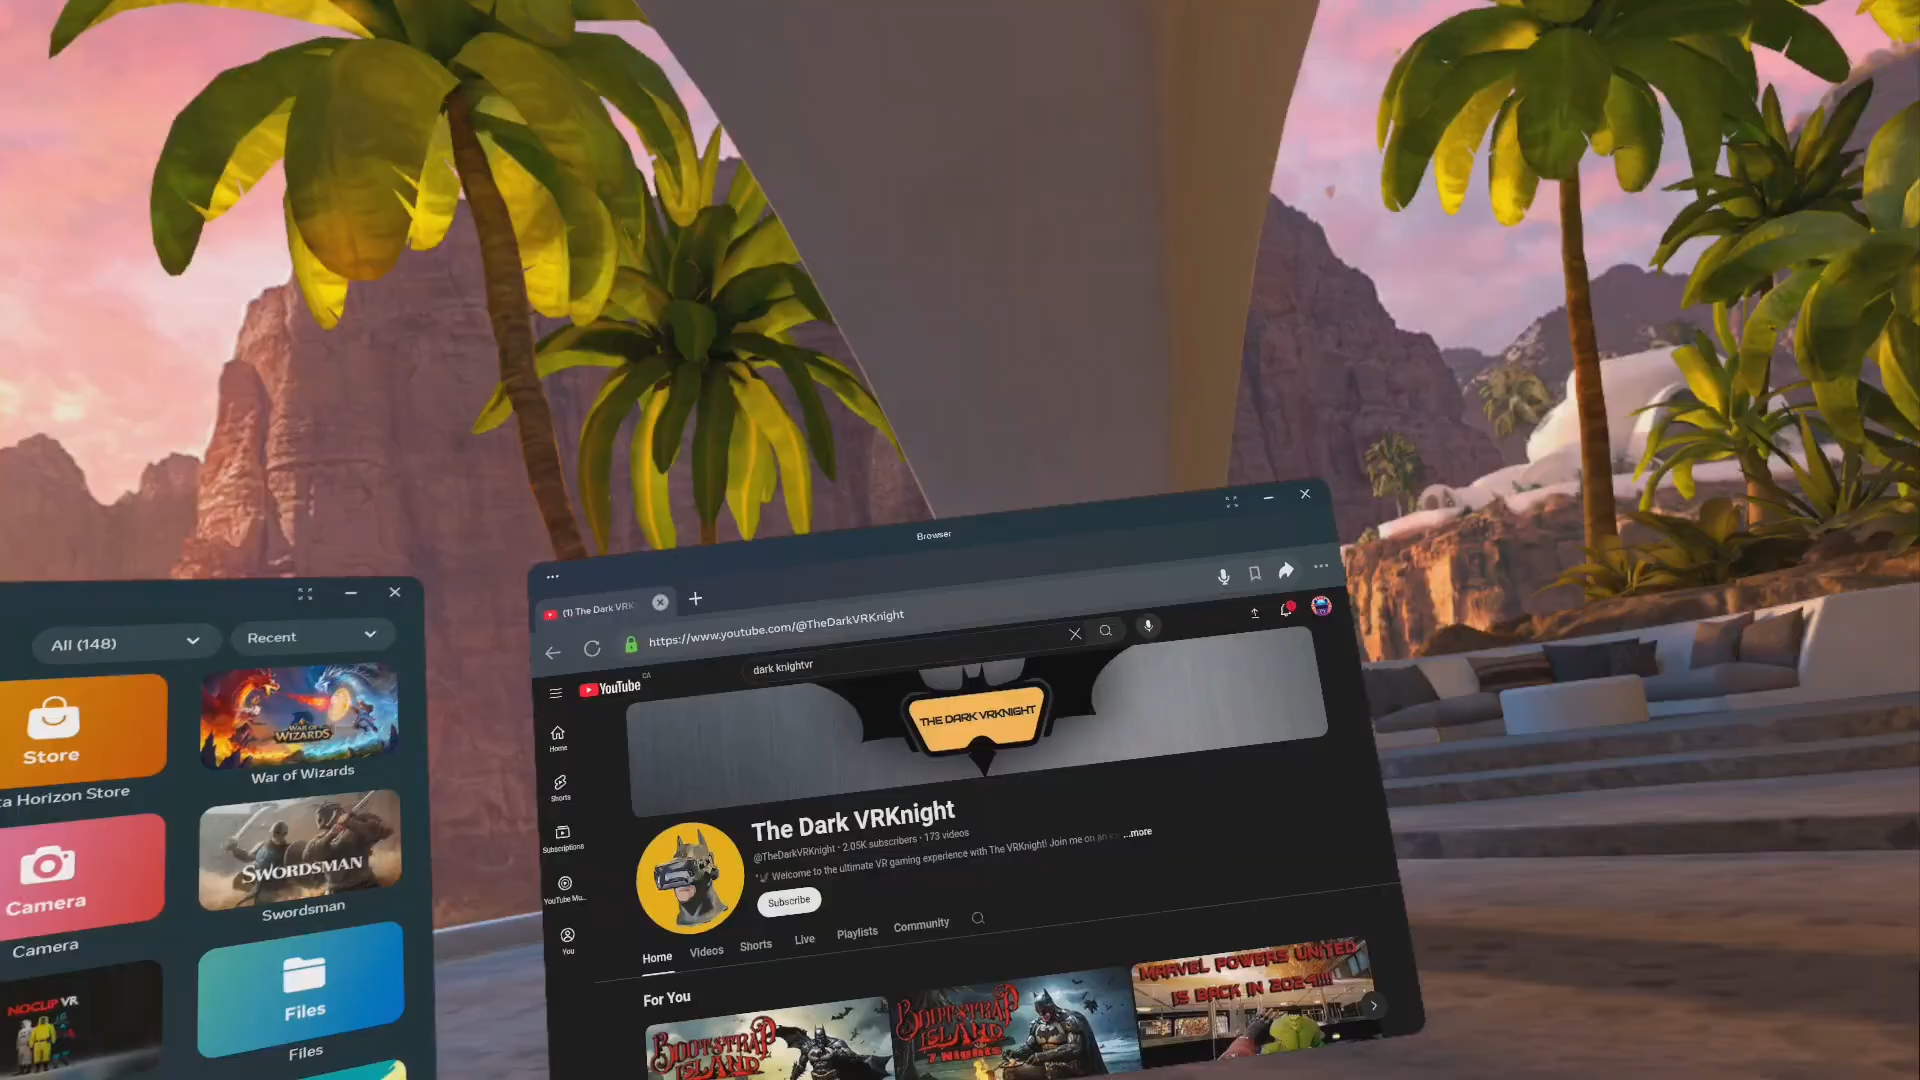 All (148)
Recent
Store
ta Horizon Store
WAR OF WIZARDS
War of Wizards
Camera
Camera
SWORDSMAN
Swordsman
NOCLIP VR
Files
Files
Browser
(1) The Dark VRK
https://www.youtube.com/@TheDarkVRKnight
YouTube CA
dark knightvr
Home
Shorts
Subscriptions
YouTube Mu...
You
THE DARK VRKNIGHT
The Dark VRKnight
@TheDarkVRKnight · 2.05K subscribers · 173 videos
Welcome to the ultimate VR gaming experience with The VRKnight! Join me on an ...more
Subscribe
Home Videos Shorts Live Playlists Community
For You
BOOTSTRAP ISLAND
BOOTSTRAP ISLAND
7 Nights
MARVEL POWERS UNITED
IS BACK IN 2024!!!!